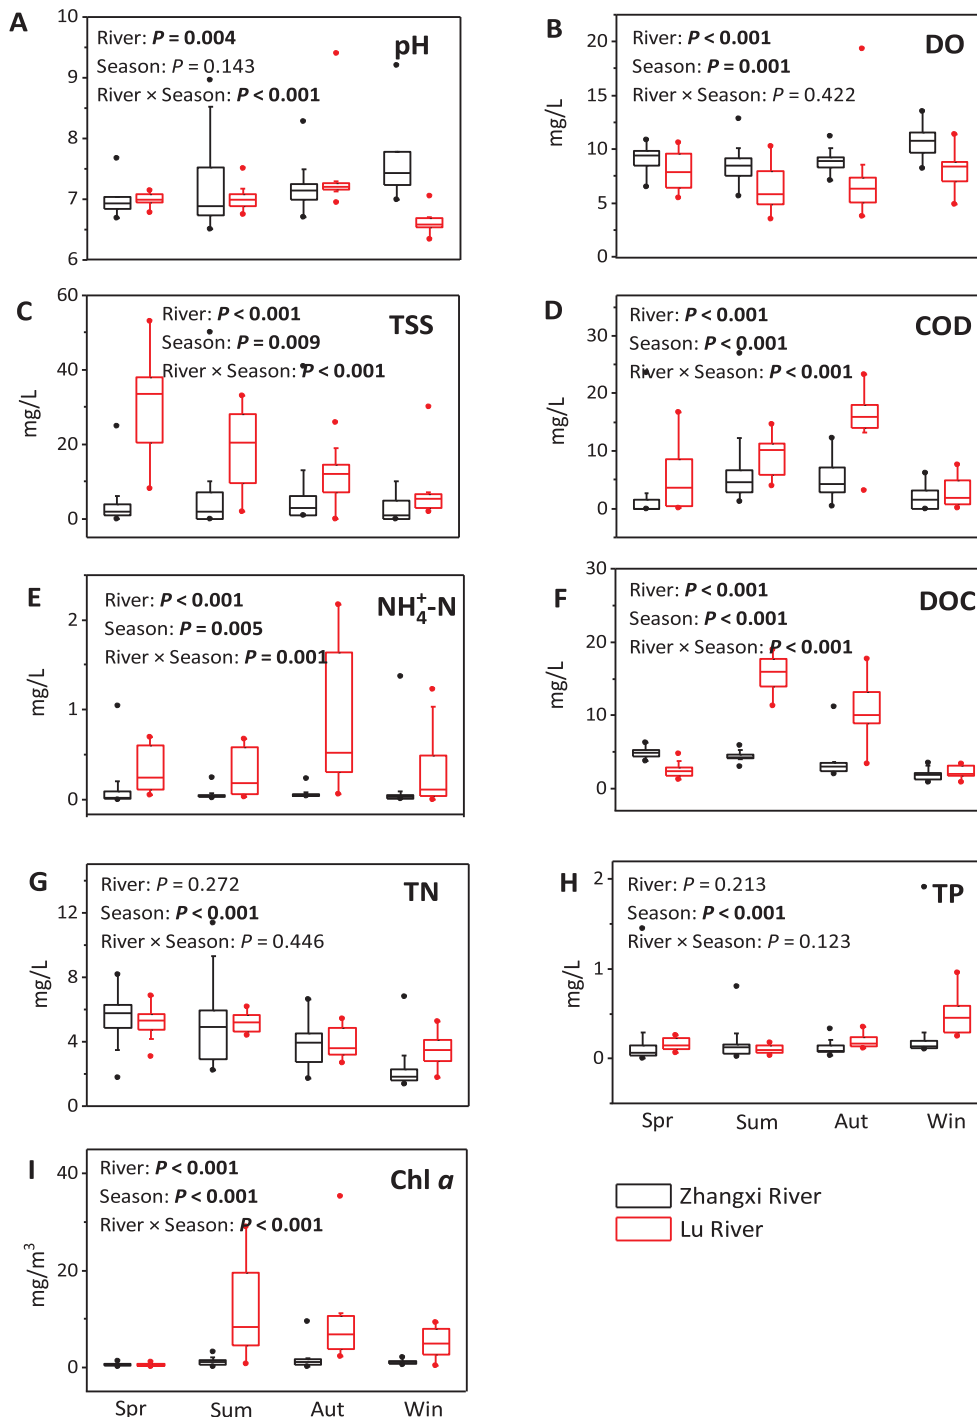 A
pH
River: P = 0.004
Season: P = 0.143
River × Season: P < 0.001
10
9
8
7
6
B
DO
River: P < 0.001
Season: P = 0.001
River × Season: P = 0.422
mg/L
20
15
10
5
0
C
TSS
River: P < 0.001
Season: P = 0.009
River × Season: P < 0.001
mg/L
60
40
20
0
D
COD
River: P < 0.001
Season: P < 0.001
River × Season: P < 0.001
mg/L
30
20
10
0
E
NH4+-N
River: P < 0.001
Season: P = 0.005
River × Season: P = 0.001
mg/L
2
1
0
F
DOC
River: P < 0.001
Season: P < 0.001
River × Season: P < 0.001
mg/L
30
20
10
0
G
TN
River: P = 0.272
Season: P < 0.001
River × Season: P = 0.446
mg/L
12
8
4
0
H
TP
River: P = 0.213
Season: P < 0.001
River × Season: P = 0.123
mg/L
2
1
0
Spr Sum Aut Win
I
Chl a
River: P < 0.001
Season: P < 0.001
River × Season: P < 0.001
mg/m3
40
20
0
Spr Sum Aut Win
Zhangxi River
Lu River